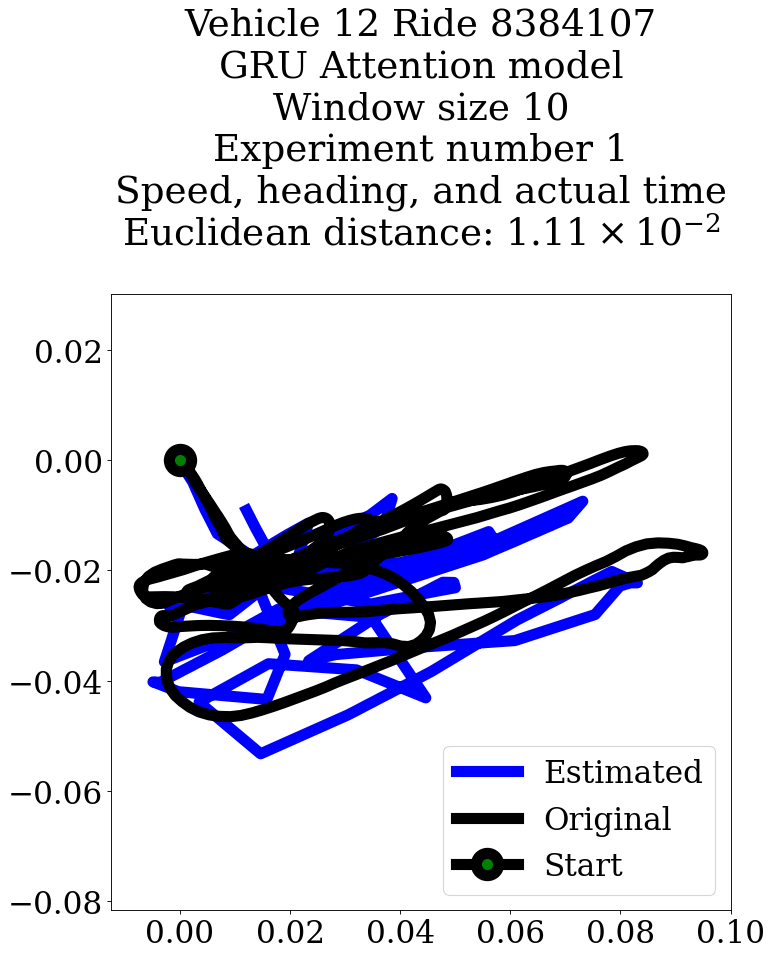 Vehicle 12 Ride 8384107
GRU Attention model
Window size 10
Experiment number 1
Speed, heading, and actual time
Euclidean distance: 1.11 × 10⁻²
0.02
0.00
−0.02
−0.04
−0.06
−0.08
Estimated
Original
Start
0.00 0.02 0.04 0.06 0.08 0.10